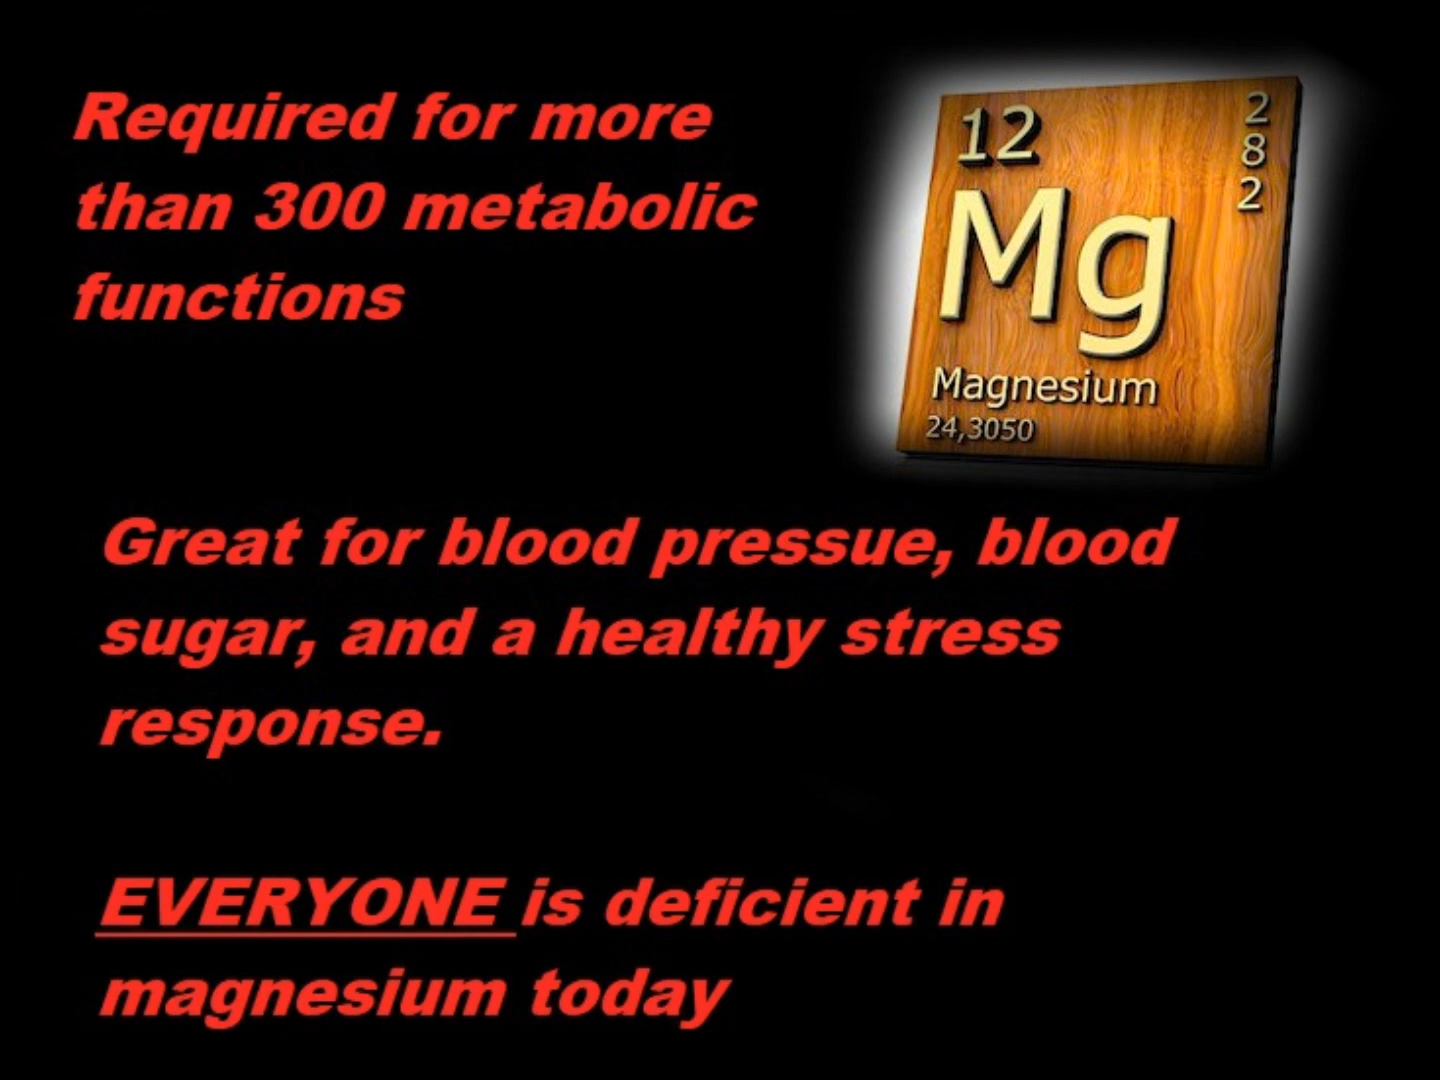 Required for more
than 300 metabolic
functions
12
2
8
2
Mg
Magnesium
24,3050
Great for blood pressue, blood
sugar, and a healthy stress
response.
EVERYONE is deficient in
magnesium today